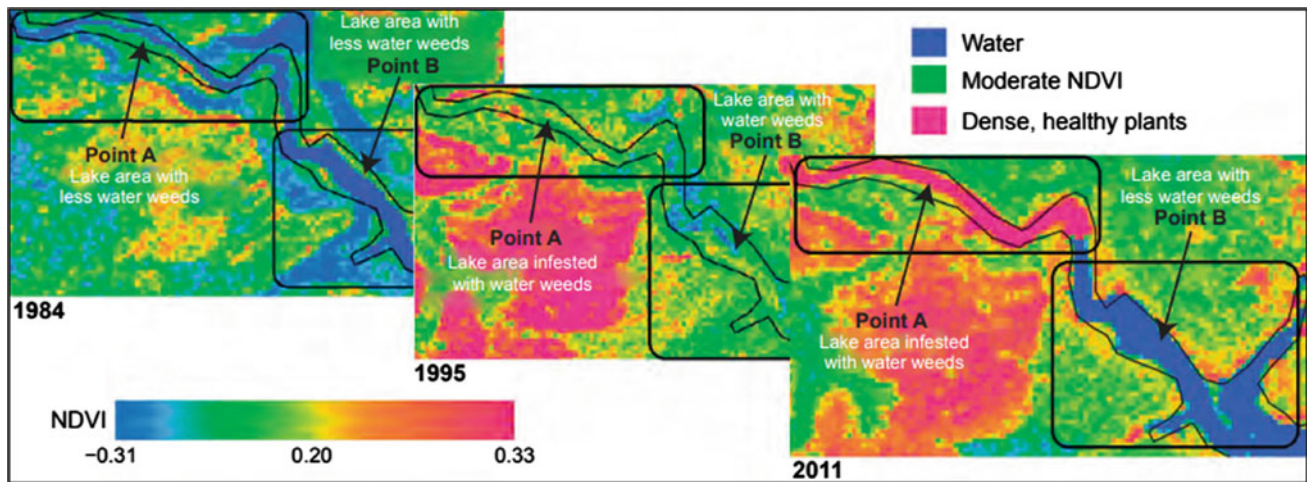 Lake area with
less water weeds
Point B
Point A
Lake area with
less water weeds
1984
Lake area with
water weeds
Point B
Point A
Lake area infested
with water weeds
1995
Lake area with
less water weeds
Point B
Point A
Lake area infested
with water weeds
2011
Water
Moderate NDVI
Dense, healthy plants
NDVI
−0.31 0.20 0.33